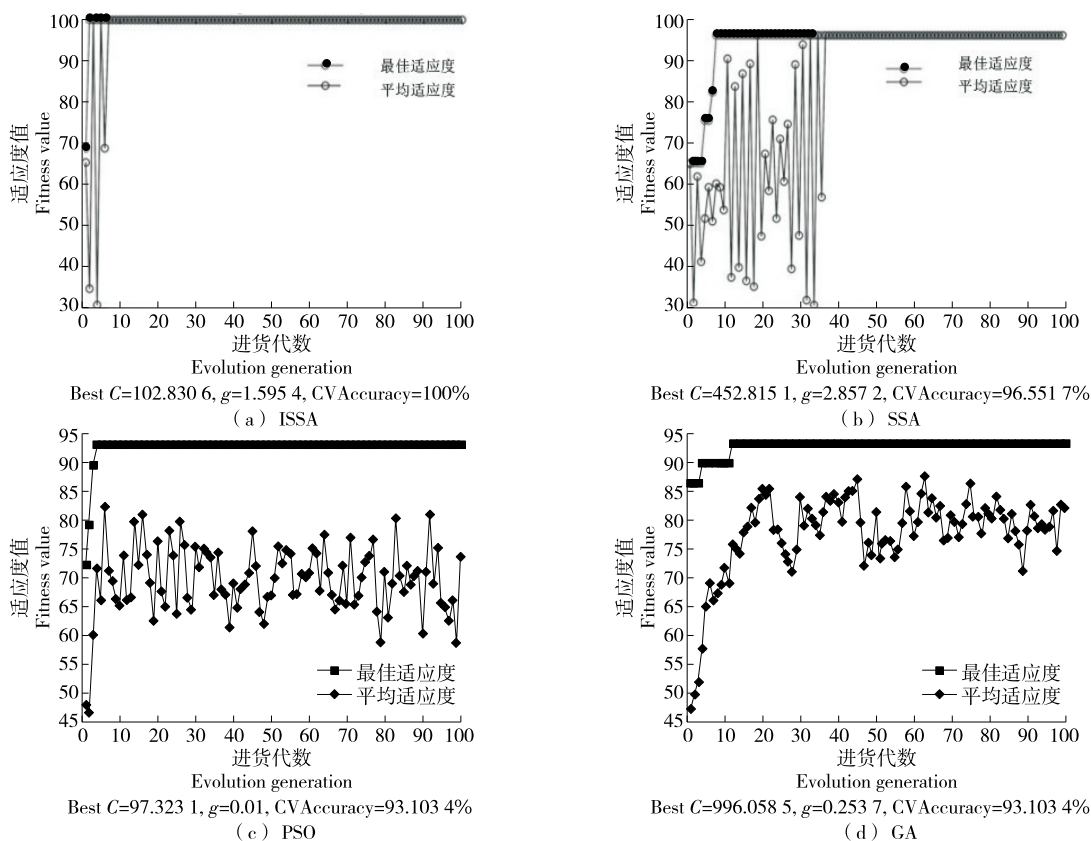 100
90
80
70
60
50
40
30
适应度值
Fitness value
最佳适应度
平均适应度
0 10 20 30 40 50 60 70 80 90 100
进货代数
Evolution generation
Best C=102.830 6, g=1.595 4, CVAccuracy=100%
(a) ISSA
100
90
80
70
60
50
40
30
适应度值
Fitness value
最佳适应度
平均适应度
0 10 20 30 40 50 60 70 80 90 100
进货代数
Evolution generation
Best C=452.815 1, g=2.857 2, CVAccuracy=96.551 7%
(b) SSA
95
90
85
80
75
70
65
60
55
50
45
适应度值
Fitness value
最佳适应度
平均适应度
0 10 20 30 40 50 60 70 80 90 100
进货代数
Evolution generation
Best C=97.323 1, g=0.01, CVAccuracy=93.103 4%
(c) PSO
95
90
85
80
75
70
65
60
55
50
45
适应度值
Fitness value
最佳适应度
平均适应度
0 10 20 30 40 50 60 70 80 90 100
进货代数
Evolution generation
Best C=996.058 5, g=0.253 7, CVAccuracy=93.103 4%
(d) GA